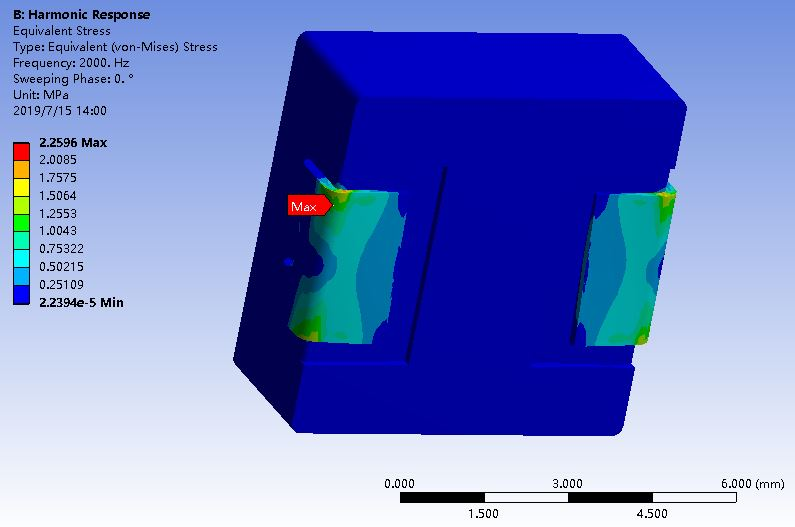 B: Harmonic Response
Equivalent Stress
Type: Equivalent (von-Mises) Stress
Frequency: 2000. Hz
Sweeping Phase: 0. °
Unit: MPa
2019/7/15 14:00
2.2596 Max
2.0085
1.7575
1.5064
1.2553
1.0043
0.75322
0.50215
0.25109
2.2394e-5 Min
Max
0.000 3.000 6.000 (mm)
1.500 4.500